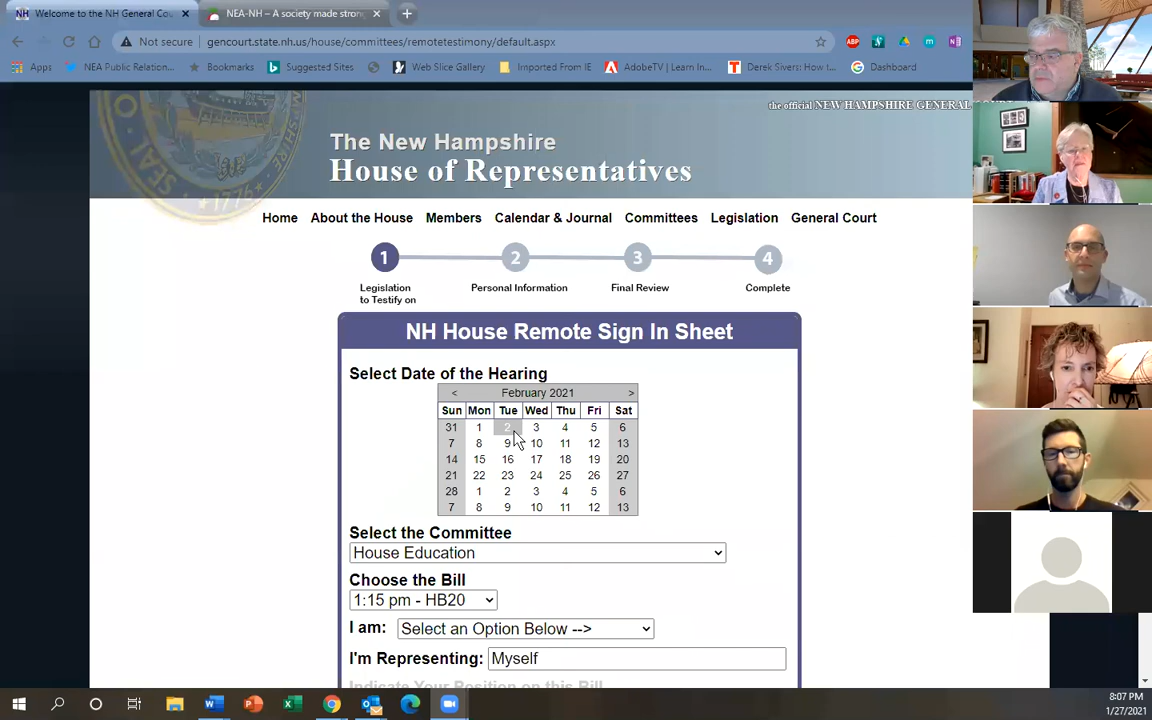 Welcome to the NH General Cou
NEA-NH – A society made stron
Not secure
gencourt.state.nh.us/house/committees/remotetestimony/default.aspx
Apps
NEA Public Relation...
Bookmarks
Suggested Sites
Web Slice Gallery
Imported From IE
AdobeTV | Learn In...
Derek Sivers: How t...
Dashboard
the official NEW HAMPSHIRE GENERAL
The New Hampshire
House of Representatives
Home About the House Members Calendar & Journal Committees Legislation General Court
1 2 3 4
Legislation
to Testify on
Personal Information
Final Review
Complete
NH House Remote Sign In Sheet
Select Date of the Hearing
< February 2021 >
Sun Mon Tue Wed Thu Fri Sat
31 1 2 3 4 5 6
7 8 9 10 11 12 13
14 15 16 17 18 19 20
21 22 23 24 25 26 27
28 1 2 3 4 5 6
7 8 9 10 11 12 13
Select the Committee
House Education
Choose the Bill
1:15 pm - HB20
I am: Select an Option Below -->
I'm Representing: Myself
Indicate Your Position on this Bill
8:07 PM
1/27/2021